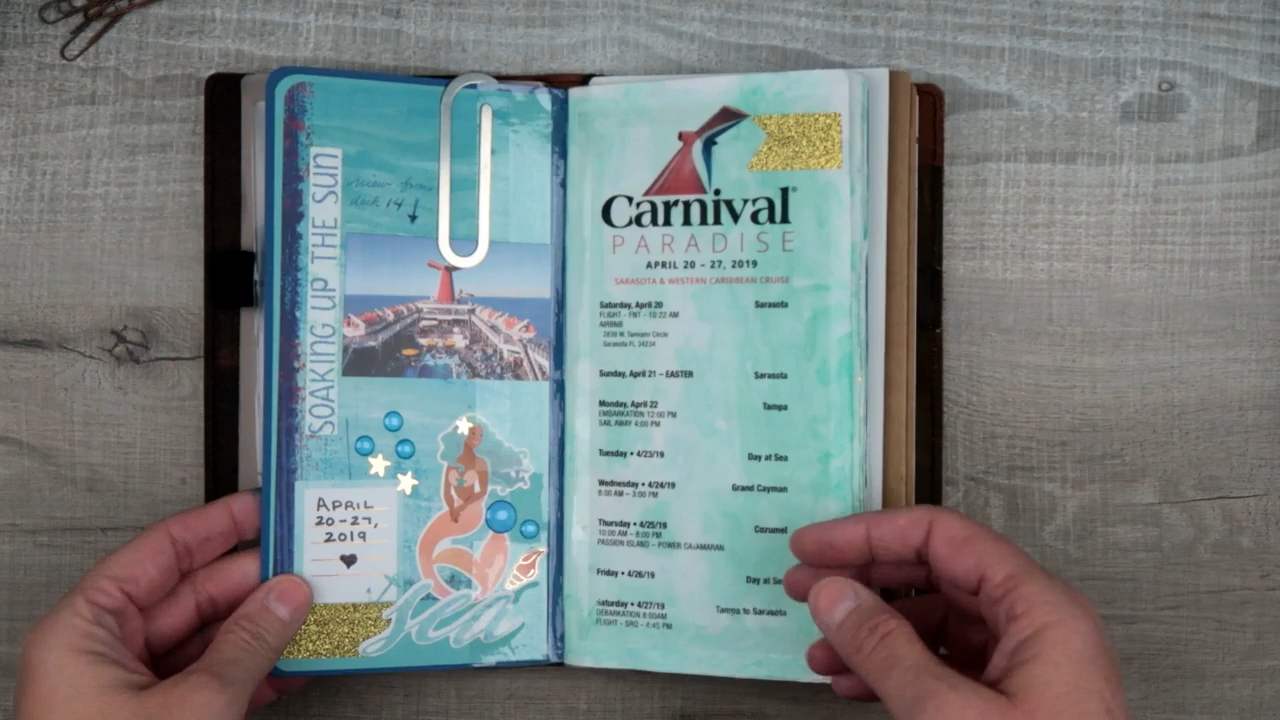 SOAKING UP THE SUN
view from
deck 14
APRIL
20-27,
2019
sea
Carnival®
PARADISE
APRIL 20 – 27, 2019
SARASOTA & WESTERN CARIBBEAN CRUISE
Saturday, April 20 Sarasota
FLIGHT - FNT - 10:22 AM
AIRBNB
2839 W. Tamiami Circle
Sarasota FL 34234
Sunday, April 21 – EASTER Sarasota
Monday, April 22 Tampa
EMBARKATION 12:00 PM
SAIL AWAY 4:00 PM
Tuesday • 4/23/19 Day at Sea
Wednesday • 4/24/19 Grand Cayman
8:00 AM – 3:00 PM
Thursday • 4/25/19 Cozumel
10:00 AM – 6:00 PM
PASSION ISLAND – POWER CATAMARAN
Friday • 4/26/19 Day at Sea
Saturday • 4/27/19 Tampa to Sarasota
DEBARKATION 8:00AM
FLIGHT - SRQ - 4:45 PM